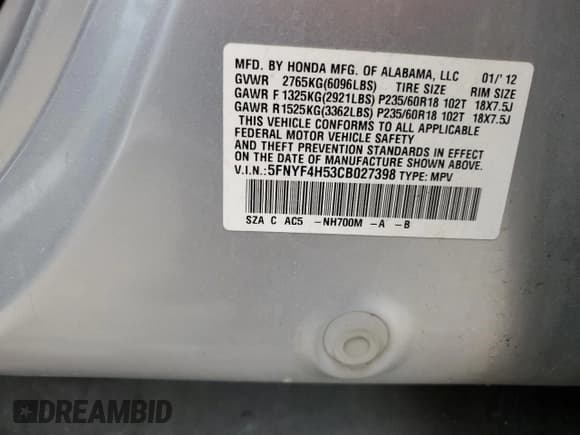 MFD. BY HONDA MFG. OF ALABAMA, LLC 01/'12
GVWR 2765KG(6096LBS) TIRE SIZE RIM SIZE
GAWR F 1325KG(2921LBS) P235/60R18 102T 18X7.5J
GAWR R1525KG(3362LBS) P235/60R18 102T 18X7.5J
THIS VEHICLE CONFORMS TO ALL APPLICABLE
FEDERAL MOTOR VEHICLE SAFETY
AND THEFT PREVENTION STANDARDS IN EFFECT
ON THE DATE OF MANUFACTURE SHOWN ABOVE.
V.I.N.:5FNYF4H53CB027398 TYPE: MPV
SZA C AC5 -NH700M -A -B
DREAMBID